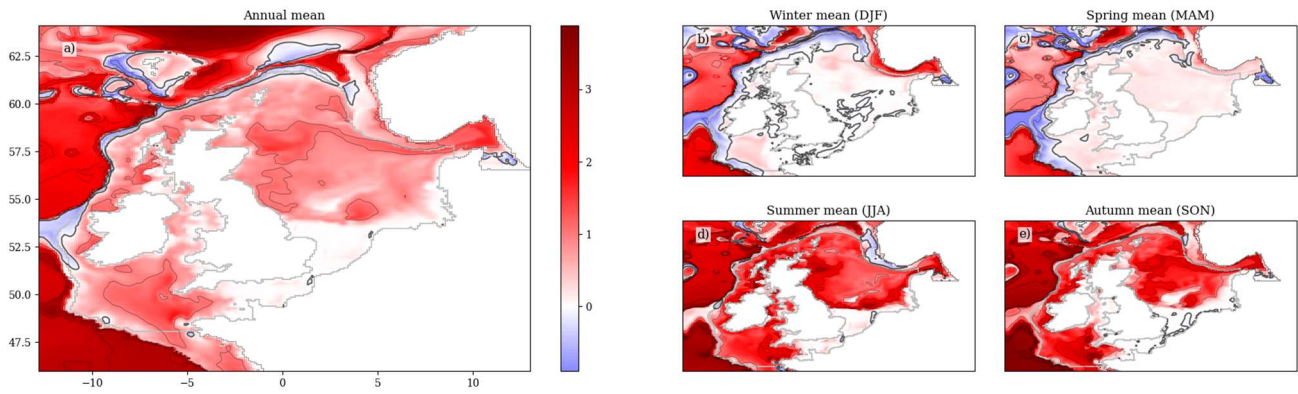 Annual mean
a)
62.5
60.0
57.5
55.0
52.5
50.0
47.5
−10
−5
0
5
10
3
2
1
0
Winter mean (DJF)
b)
Spring mean (MAM)
c)
Summer mean (JJA)
d)
Autumn mean (SON)
e)